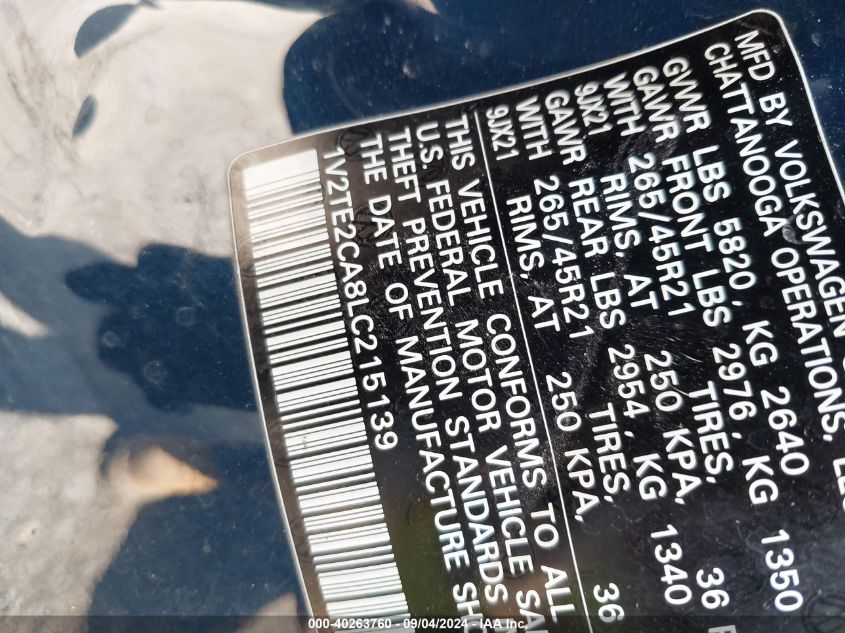 MFD BY VOLKSWAGEN
CHATTANOOGA OPERATIONS,
GVWR LBS 5820, KG 2640
GAWR FRONT LBS 2976, KG 1350
WITH 265/45R21 TIRES,
9JX21 RIMS, AT 250 KPA, 36
GAWR REAR LBS 2954, KG 1340
WITH 265/45R21 TIRES,
9JX21 RIMS, AT 250 KPA, 36
THIS VEHICLE CONFORMS TO ALL
U.S. FEDERAL MOTOR VEHICLE
THEFT PREVENTION STANDARDS
THE DATE OF MANUFACTURE
1V2TE2CA8LC215139
000-40263760 - 09/04/2024 - IAA Inc.